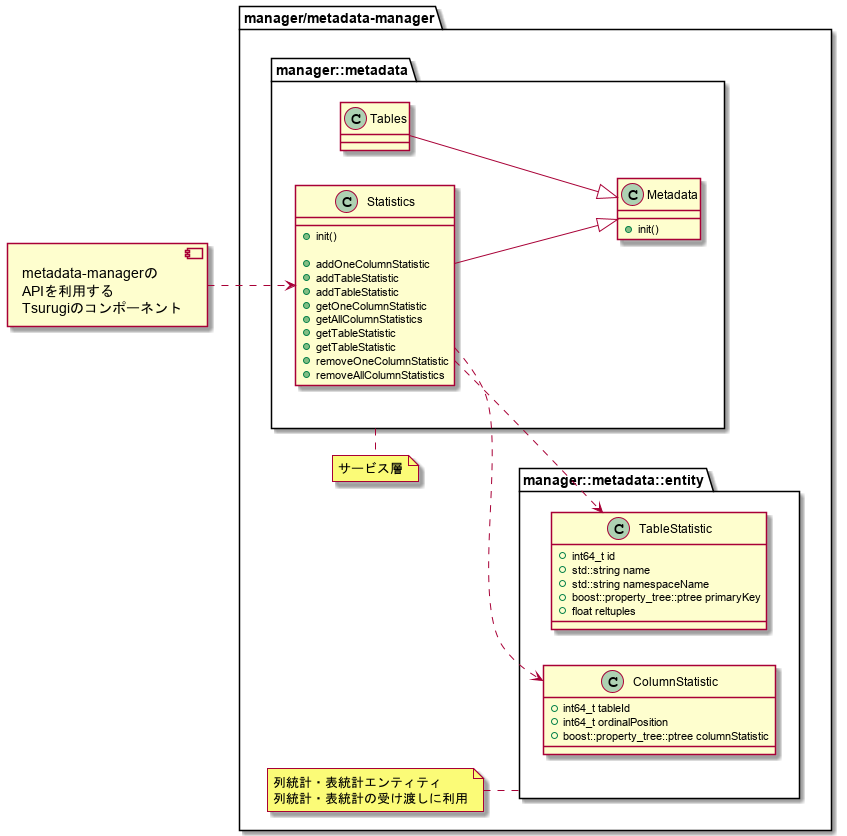 manager/metadata-manager
manager::metadata
C Tables
C Metadata
init()
C Statistics
init()
addOneColumnStatistic
addTableStatistic
addTableStatistic
getOneColumnStatistic
getAllColumnStatistics
getTableStatistic
getTableStatistic
removeOneColumnStatistic
removeAllColumnStatistics
metadata-managerの
APIを利用する
Tsurugiのコンポーネント
サービス層
manager::metadata::entity
C TableStatistic
int64_t id
std::string name
std::string namespaceName
boost::property_tree::ptree primaryKey
float reltuples
C ColumnStatistic
int64_t tableId
int64_t ordinalPosition
boost::property_tree::ptree columnStatistic
列統計・表統計エンティティ
列統計・表統計の受け渡しに利用